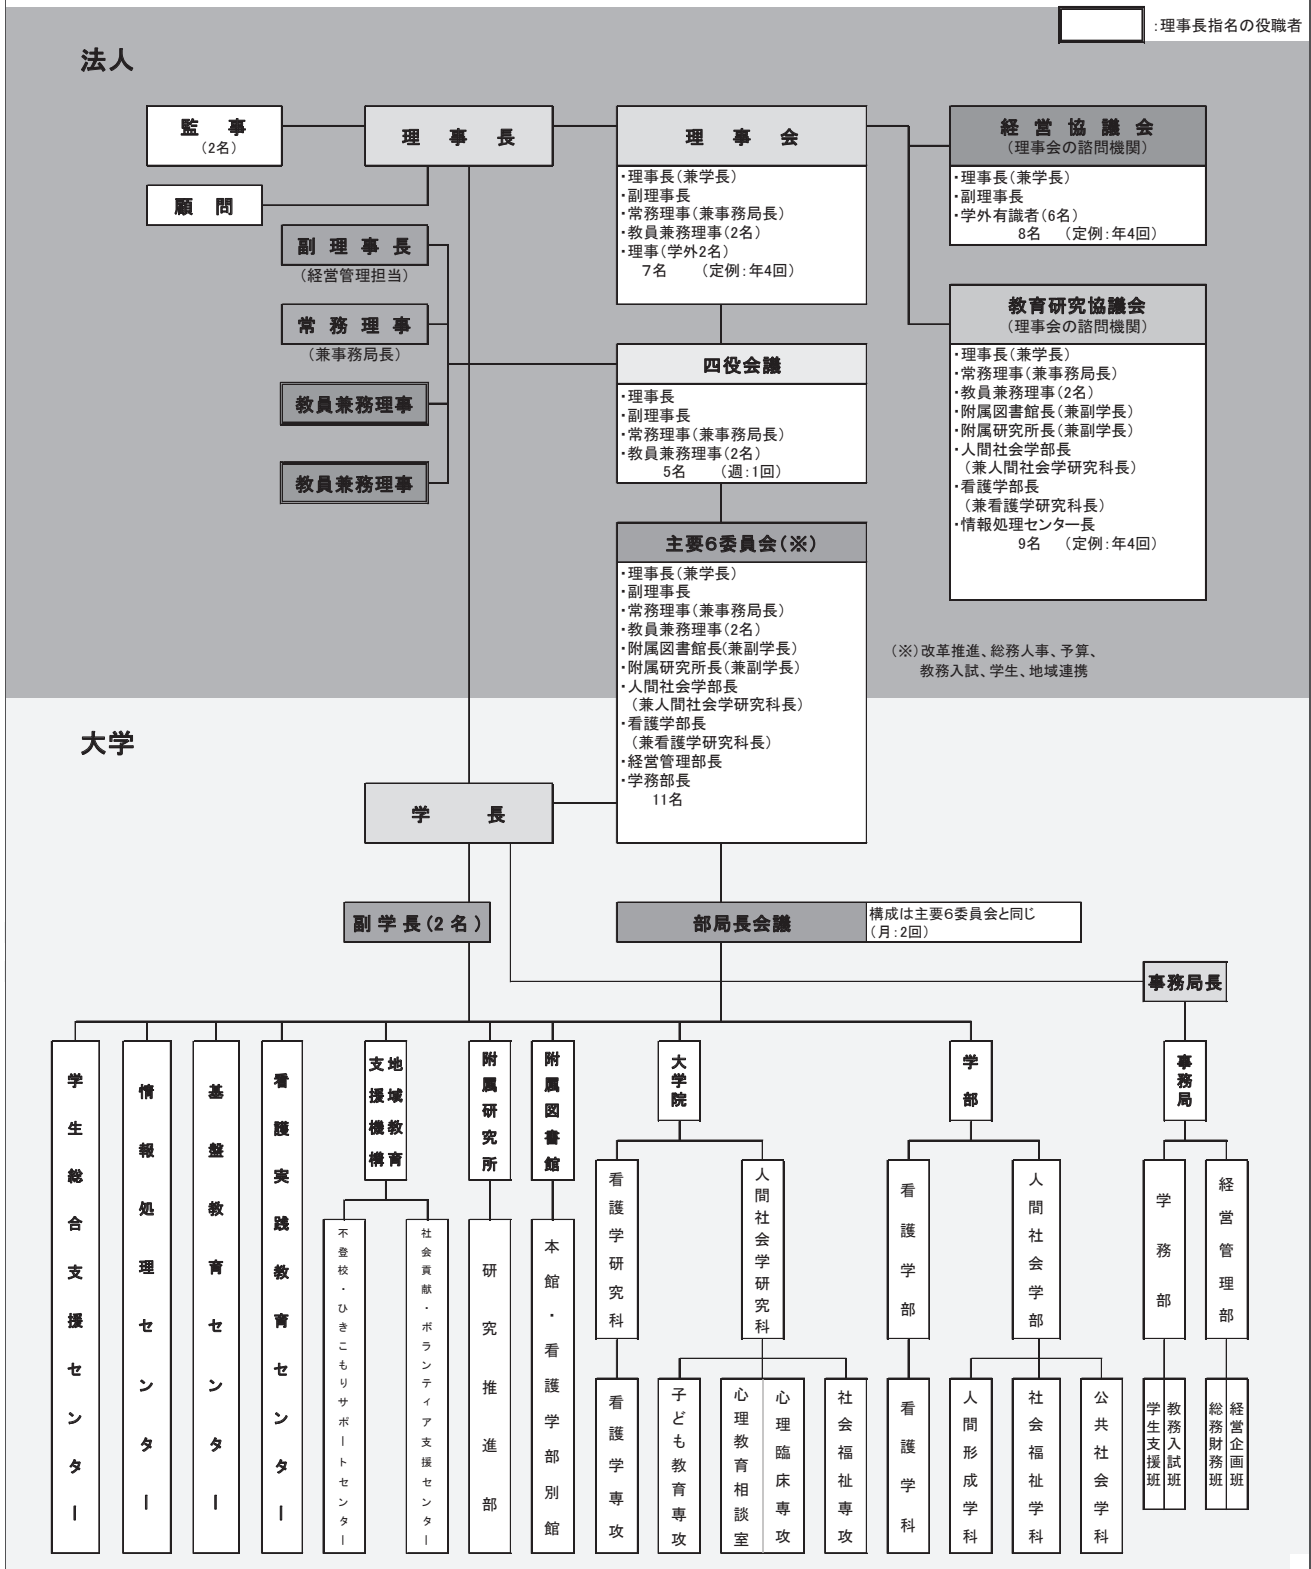 :理事長指名の役職者
法人
監事
(2名)
理事長
顧問
副理事長
(経営管理担当)
常務理事
(兼事務局長)
教員兼務理事
教員兼務理事
理事会
・理事長(兼学長)
・副理事長
・常務理事(兼事務局長)
・教員兼務理事(2名)
・理事(学外2名)
7名 (定例:年4回)
四役会議
・理事長
・副理事長
・常務理事(兼事務局長)
・教員兼務理事(2名)
5名 (週:1回)
主要6委員会(※)
・理事長(兼学長)
・副理事長
・常務理事(兼事務局長)
・教員兼務理事(2名)
・附属図書館長(兼副学長)
・附属研究所長(兼副学長)
・人間社会学部長
(兼人間社会学研究科長)
・看護学部長
(兼看護学研究科長)
・経営管理部長
・学務部長
11名
経営協議会
(理事会の諮問機関)
・理事長(兼学長)
・副理事長
・学外有識者(6名)
8名 (定例:年4回)
教育研究協議会
(理事会の諮問機関)
・理事長(兼学長)
・常務理事(兼事務局長)
・教員兼務理事(2名)
・附属図書館長(兼副学長)
・附属研究所長(兼副学長)
・人間社会学部長
(兼人間社会学研究科長)
・看護学部長
(兼看護学研究科長)
・情報処理センター長
9名 (定例:年4回)
(※)改革推進、総務人事、予算、
教務入試、学生、地域連携
大学
学長
副学長(2名)
部局長会議
構成は主要6委員会と同じ
(月:2回)
事務局長
学生総合支援センター
情報処理センター
基盤教育センター
看護実践教育センター
地域教育
支援機構
不登校・ひきこもりサポートセンター
社会貢献・ボランティア支援センター
附属研究所
研究推進部
附属図書館
本館・看護学部別館
大学院
看護学研究科
看護学専攻
人間社会学研究科
子ども教育専攻
心理教育相談室
心理臨床専攻
社会福祉専攻
学部
看護学部
看護学科
人間社会学部
人間形成学科
社会福祉学科
公共社会学科
事務局
学務部
学生支援班
教務入試班
経営管理部
総務財務班
経営企画班